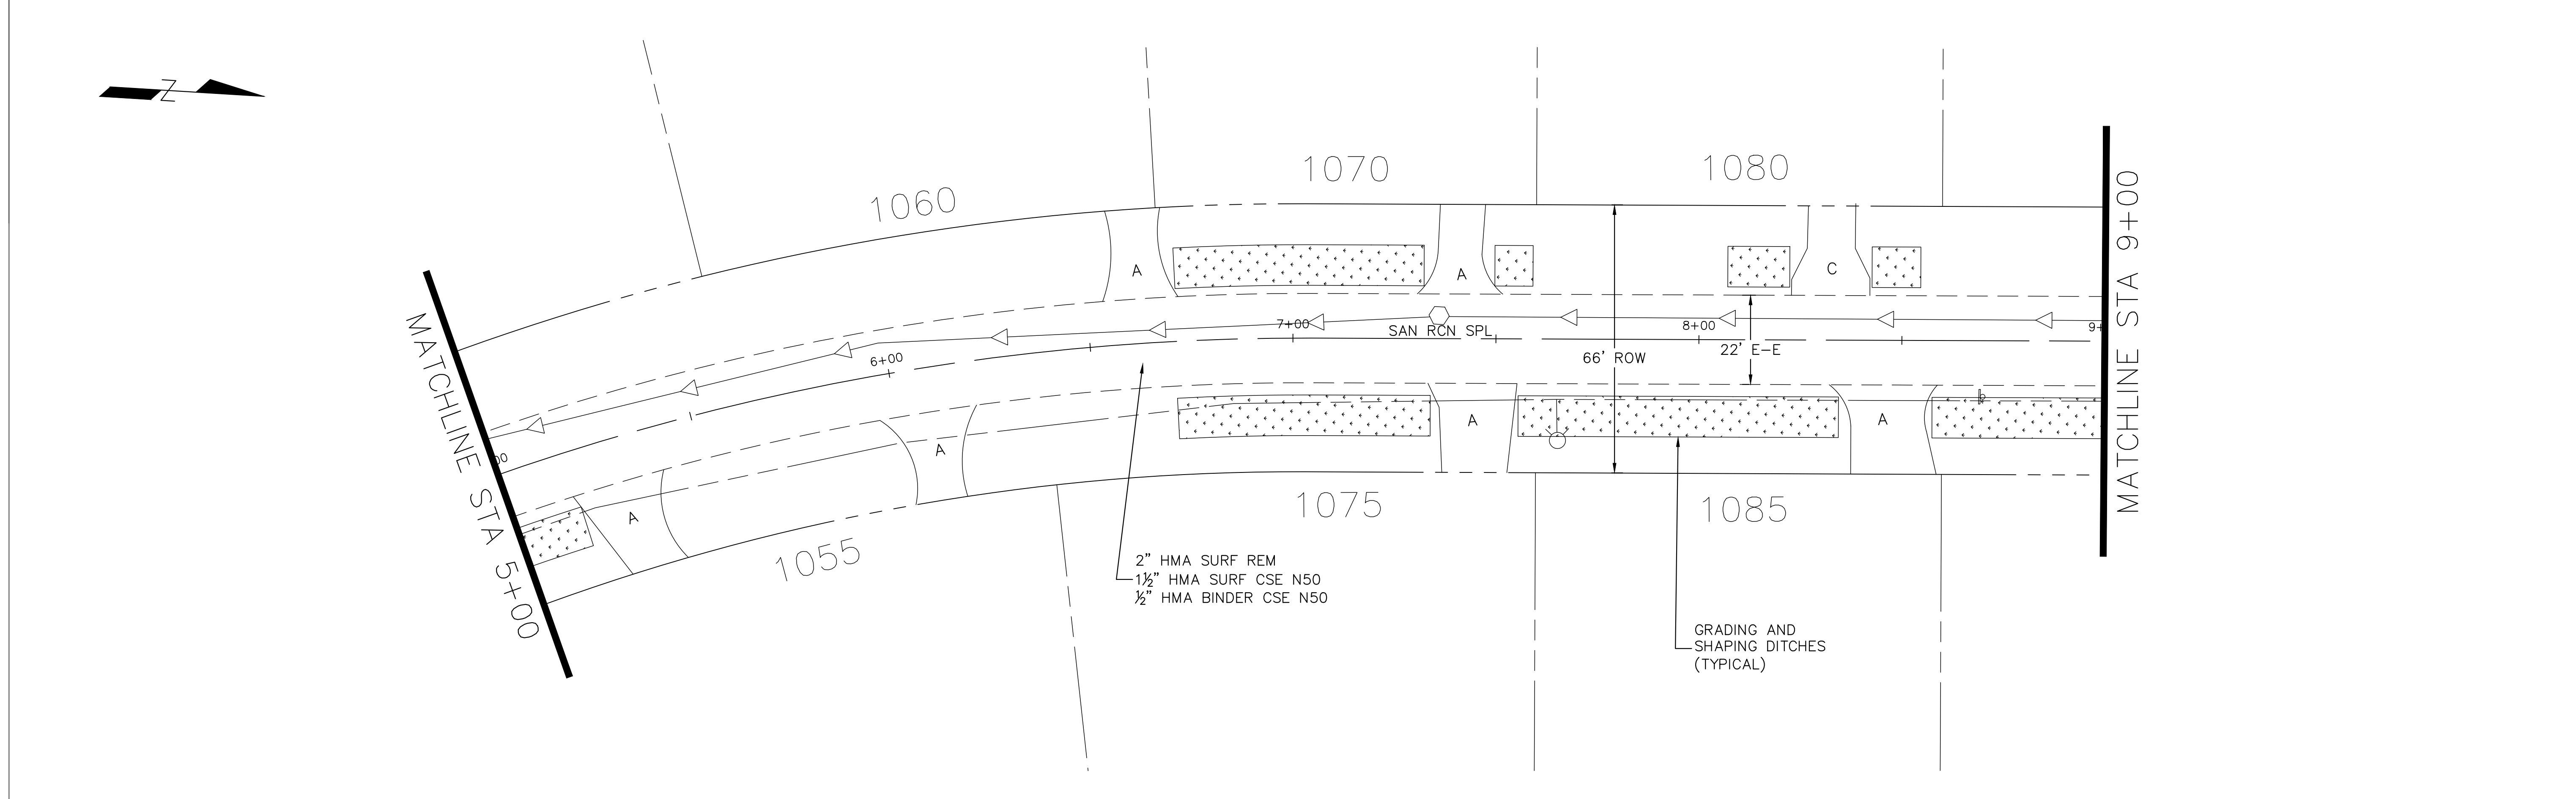 Z
1060
1070
1080
A
A
C
MATCHLINE STA 5+00
00
6+00
7+00
SAN RCN SPL
8+00
9+
66' ROW
22' E-E
MATCHLINE STA 9+00
A
A
A
A
1055
1075
1085
2" HMA SURF REM
1½" HMA SURF CSE N50
½" HMA BINDER CSE N50
GRADING AND
SHAPING DITCHES
(TYPICAL)